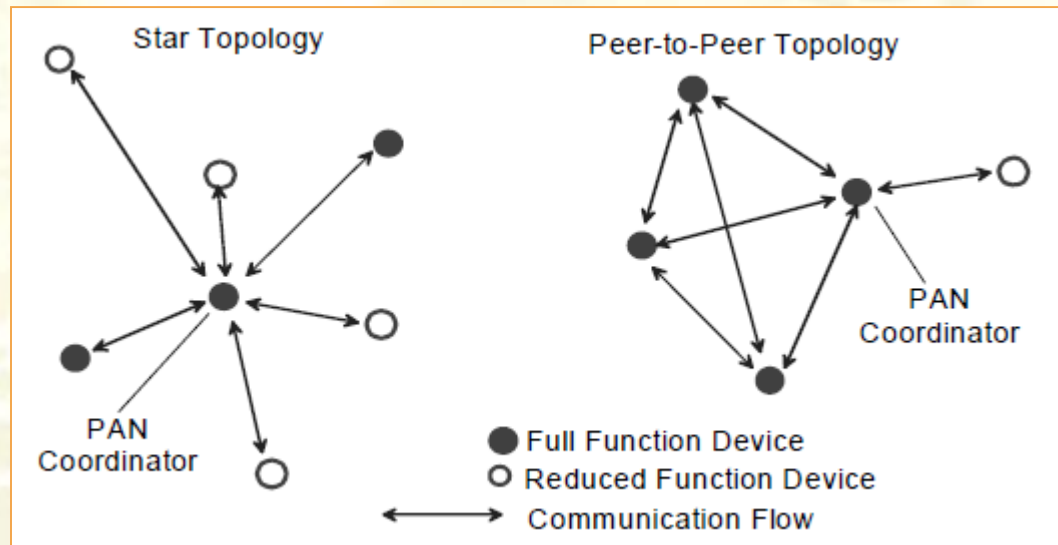 Star Topology
Peer-to-Peer Topology
PAN
Coordinator
PAN
Coordinator
Full Function Device
Reduced Function Device
Communication Flow